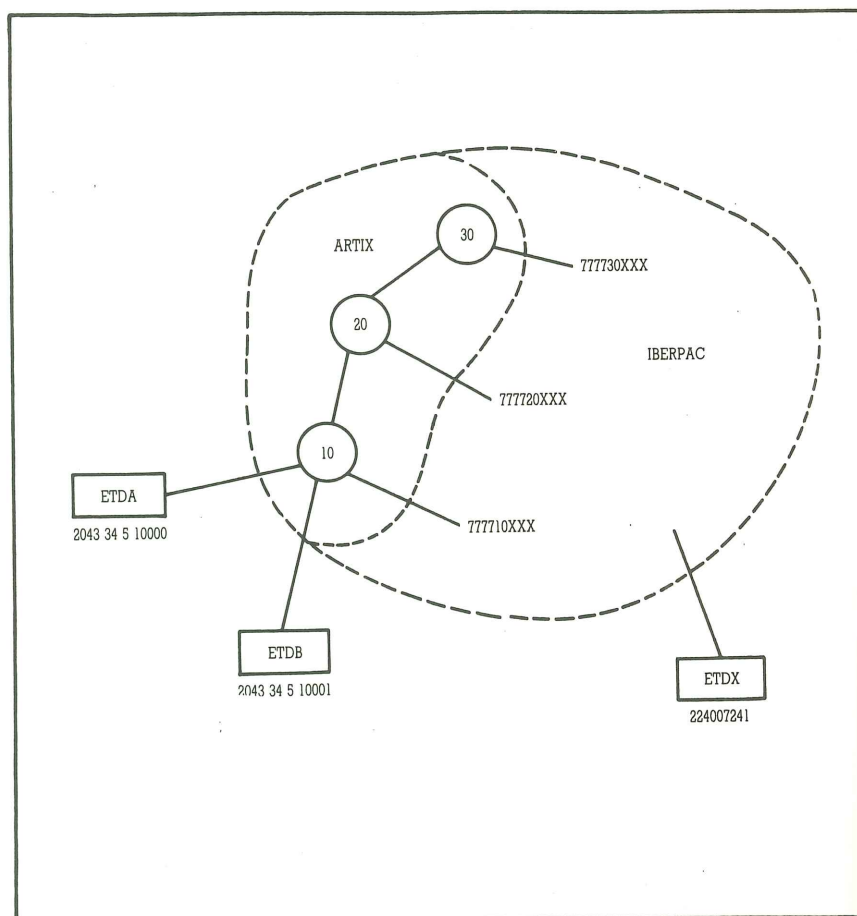 30
ARTIX
777730XXX
20
IBERPAC
777720XXX
10
ETDA
777710XXX
2043 34 5 10000
ETDB
2043 34 5 10001
ETDX
224007241